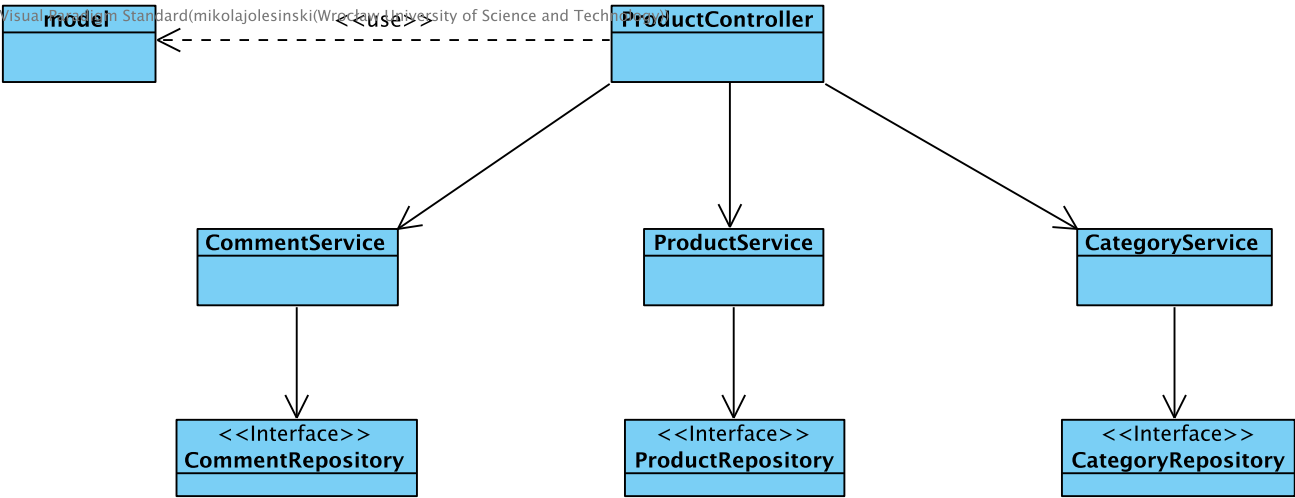 Visual Paradigm Standard(mikolajolesinski(Wrocław University of Science and Technology))
model
<<use>>
ProductController
CommentService
ProductService
CategoryService
<<Interface>>
CommentRepository
<<Interface>>
ProductRepository
<<Interface>>
CategoryRepository